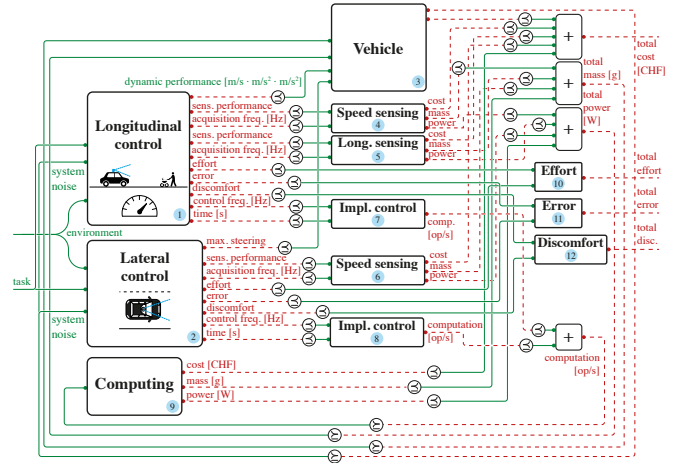 Vehicle
3
+
total
cost
[CHF]
dynamic performance [m/s · m/s² · m/s²]
+
total
mass [g]
total
power
[W]
+
Longitudinal
control
1
sens. performance
acquisition freq. [Hz]
sens. performance
acquisition freq. [Hz]
effort
error
discomfort
control freq. [Hz]
time [s]
Speed sensing
4
cost
mass
power
Long. sensing
5
cost
mass
power
system
noise
environment
task
system
noise
Impl. control
7
comp.
[op/s]
Effort
10
total
effort
Error
11
total
error
Discomfort
12
total
disc.
Lateral
control
2
max. steering
sens. performance
acquisition freq. [Hz]
effort
error
discomfort
control freq. [Hz]
time [s]
Speed sensing
6
cost
mass
power
Impl. control
8
computation
[op/s]
+
computation
[op/s]
Computing
9
cost [CHF]
mass [g]
power [W]